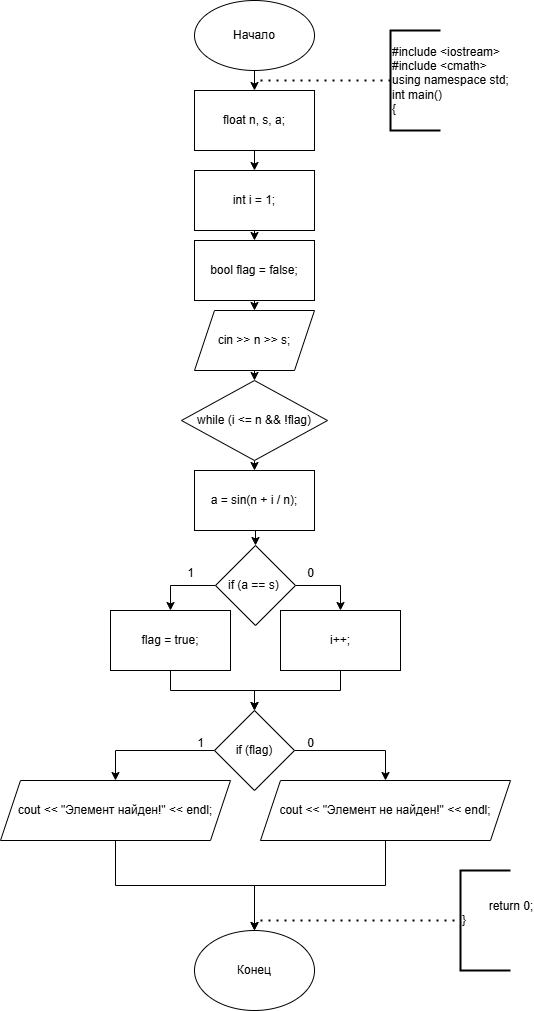 Начало
#include <iostream>
#include <cmath>
using namespace std;
int main()
{
float n, s, a;
int i = 1;
bool flag = false;
cin >> n >> s;
while (i <= n && !flag)
a = sin(n + i / n);
1
if (a == s)
0
flag = true;
i++;
1
if (flag)
0
cout << "Элемент найден!" << endl;
cout << "Элемент не найден!" << endl;
return 0;
}
Конец